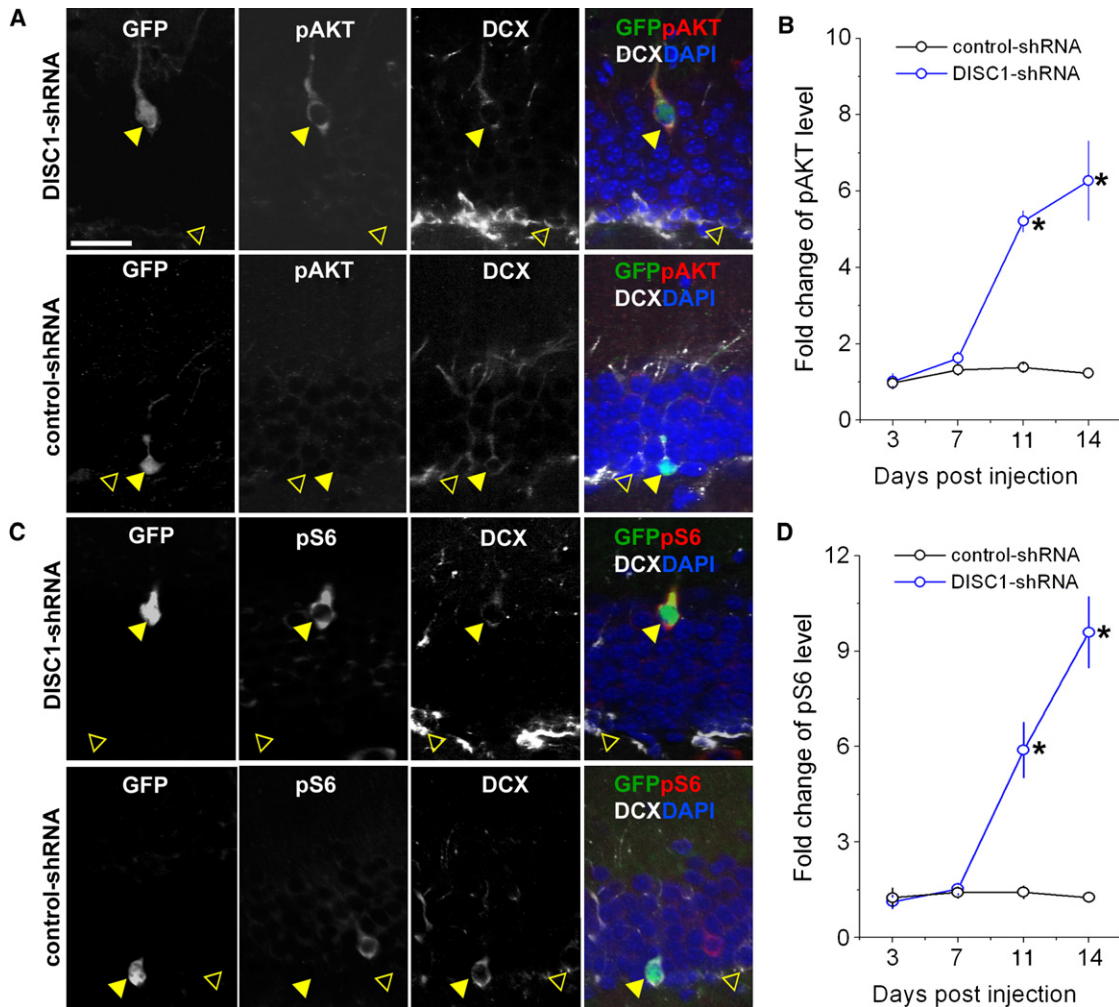 A
GFP
pAKT
DCX
GFPpAKT
DCXDAPI
DISC1-shRNA
GFP
pAKT
DCX
GFPpAKT
DCXDAPI
control-shRNA
B
control-shRNA
DISC1-shRNA
10
8
6
4
2
0
Fold change of pAKT level
*
*
3
7
11
14
Days post injection
C
GFP
pS6
DCX
GFPpS6
DCXDAPI
DISC1-shRNA
GFP
pS6
DCX
GFPpS6
DCXDAPI
control-shRNA
D
control-shRNA
DISC1-shRNA
12
9
6
3
0
Fold change of pS6 level
*
*
3
7
11
14
Days post injection